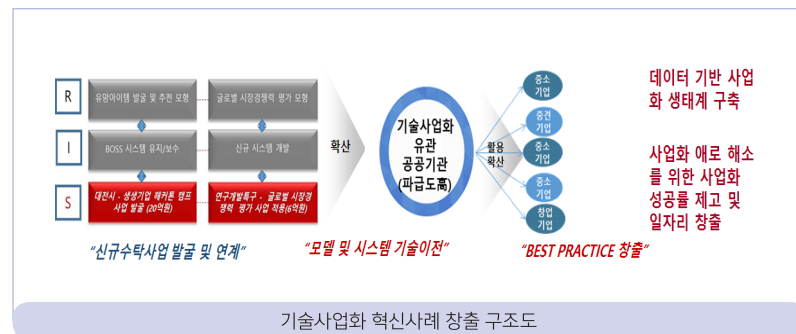 R
유망아이템 발굴 및 추천 모형
글로벌 시장경쟁력 평가 모형
I
BOSS 시스템 유지/보수
신규 시스템 개발
S
대전시 - 생생기업 해커톤 캠프
사업 발굴 (20억원)
연구개발특구 - 글로벌 시장경
쟁력 평가 사업 적용(6억원)
"신규수탁사업 발굴 및 연계"
확산
기술사업화
유관
공공기관
(파급도高)
"모델 및 시스템 기술이전"
활용
확산
중소
기업
중견
기업
중소
기업
중소
기업
창업
기업
"BEST PRACTICE 창출"
데이터 기반 사업
화 생태계 구축
사업화 애로 해소
를 위한 사업화
성공률 제고 및
일자리 창출
기술사업화 혁신사례 창출 구조도